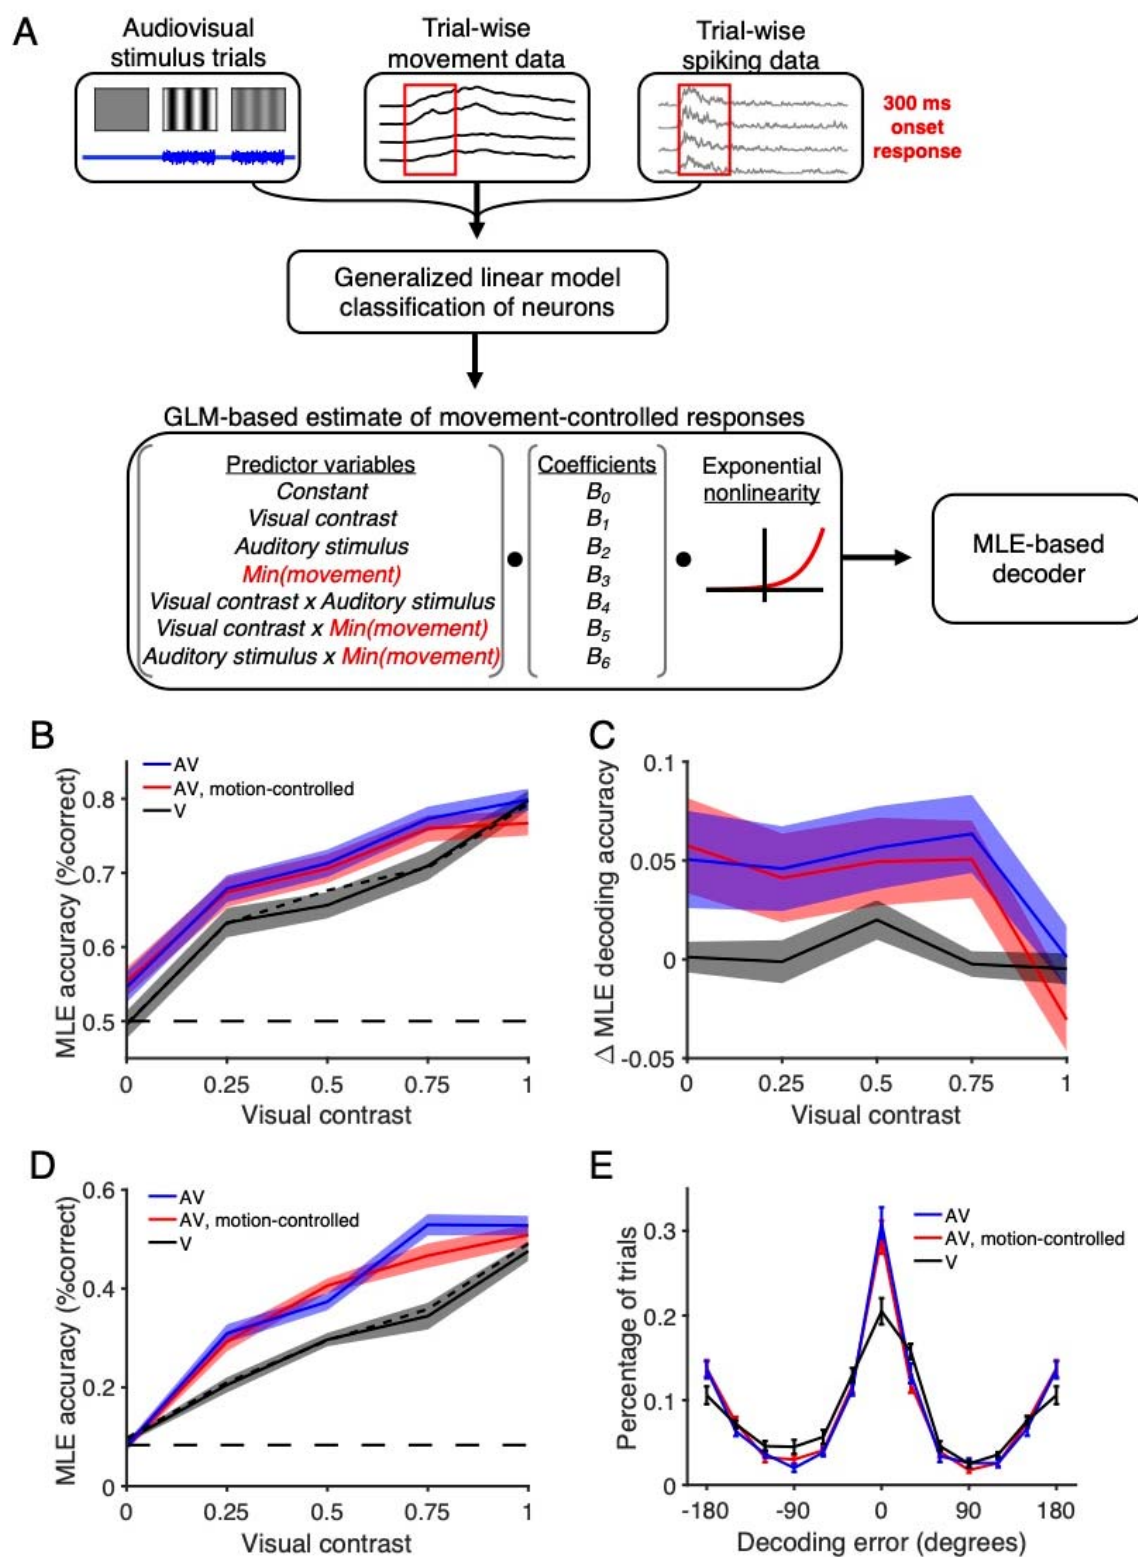 A
Audiovisual
stimulus trials
Trial-wise
movement data
Trial-wise
spiking data
300 ms
onset
response
Generalized linear model
classification of neurons
GLM-based estimate of movement-controlled responses
Predictor variables
Constant
Visual contrast
Auditory stimulus
Min(movement)
Visual contrast x Auditory stimulus
Visual contrast x Min(movement)
Auditory stimulus x Min(movement)
Coefficients
B0
B1
B2
B3
B4
B5
B6
Exponential
nonlinearity
MLE-based
decoder
B
AV
AV, motion-controlled
V
MLE accuracy (%correct)
0.8
0.7
0.6
0.5
0 0.25 0.5 0.75 1
Visual contrast
C
Δ MLE decoding accuracy
0.1
0.05
0
-0.05
0 0.25 0.5 0.75 1
Visual contrast
D
AV
AV, motion-controlled
V
MLE accuracy (%correct)
0.6
0.4
0.2
0
0 0.25 0.5 0.75 1
Visual contrast
E
AV
AV, motion-controlled
V
Percentage of trials
0.3
0.2
0.1
0
-180 -90 0 90 180
Decoding error (degrees)